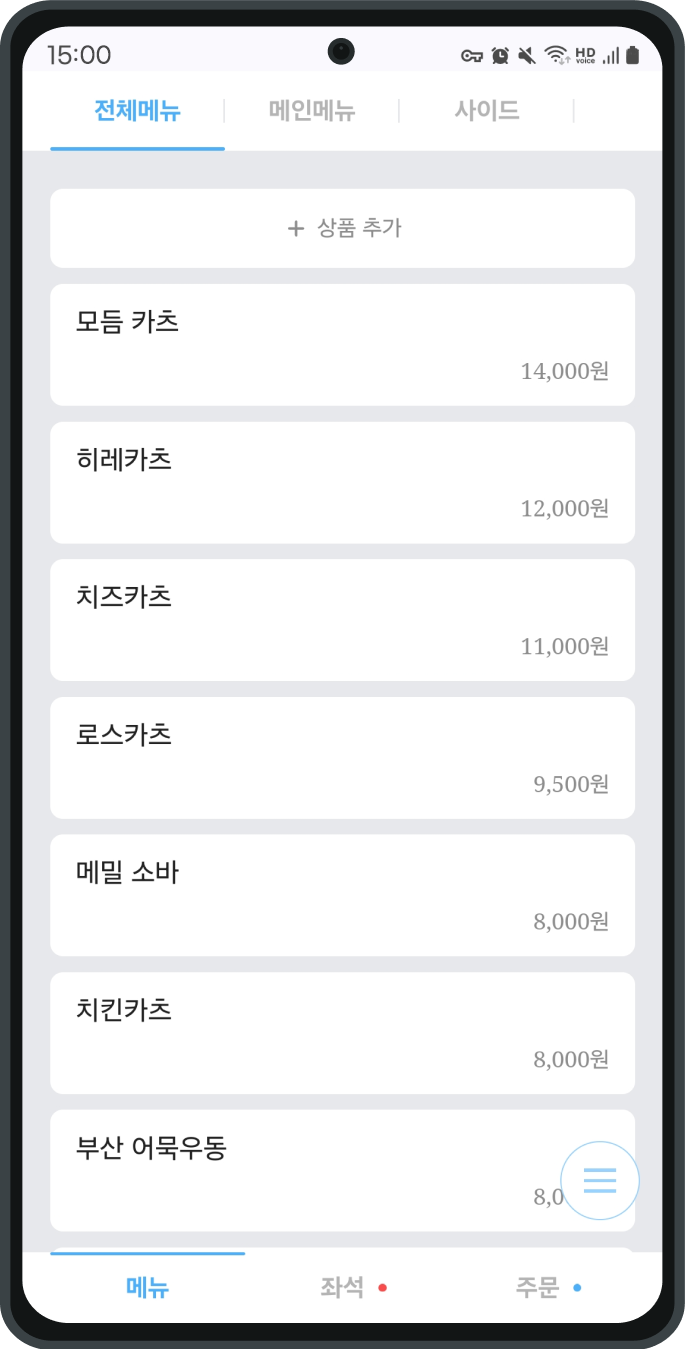 15:00 HD voice
전체메뉴 메인메뉴 사이드
+ 상품 추가
모듬 카츠
14,000원
히레카츠
12,000원
치즈카츠
11,000원
로스카츠
9,500원
메밀 소바
8,000원
치킨카츠
8,000원
부산 어묵우동
8,0
메뉴 좌석 주문